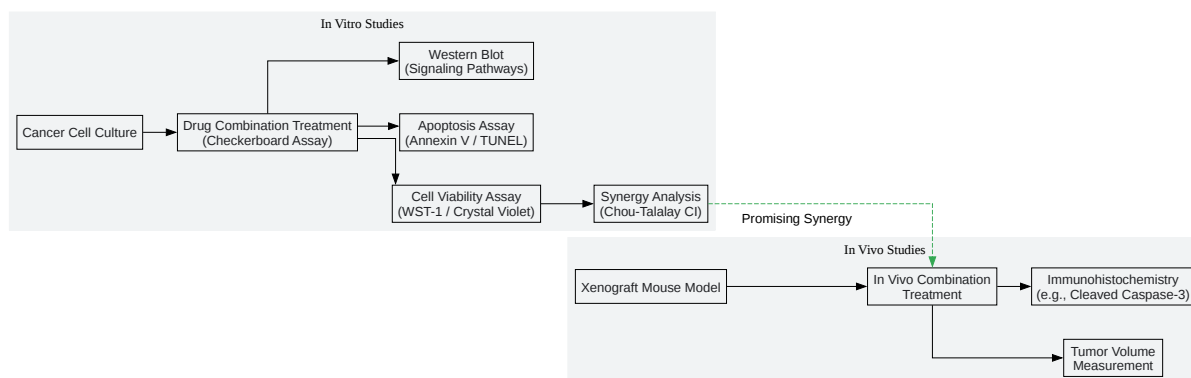 In Vitro Studies
Western Blot
(Signaling Pathways)
Cancer Cell Culture
Drug Combination Treatment
(Checkerboard Assay)
Apoptosis Assay
(Annexin V / TUNEL)
Cell Viability Assay
(WST-1 / Crystal Violet)
Synergy Analysis
(Chou-Talalay CI)
Promising Synergy
In Vivo Studies
Xenograft Mouse Model
In Vivo Combination
Treatment
Immunohistochemistry
(e.g., Cleaved Caspase-3)
Tumor Volume
Measurement